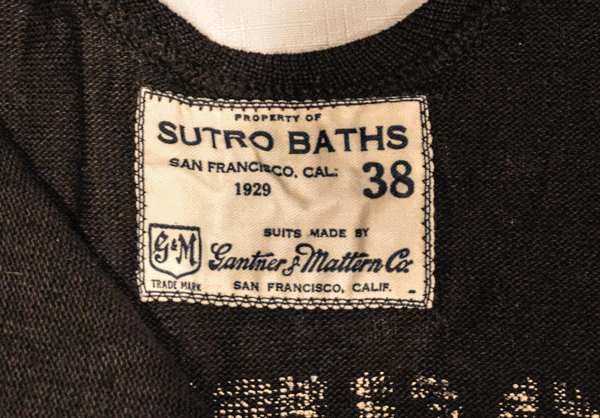 PROPERTY OF
SUTRO BATHS
SAN FRANCISCO, CAL:
38
1929
SUITS MADE BY
G&M
Gantner & Mattern Co.
TRADE MARK
SAN FRANCISCO, CALIF.